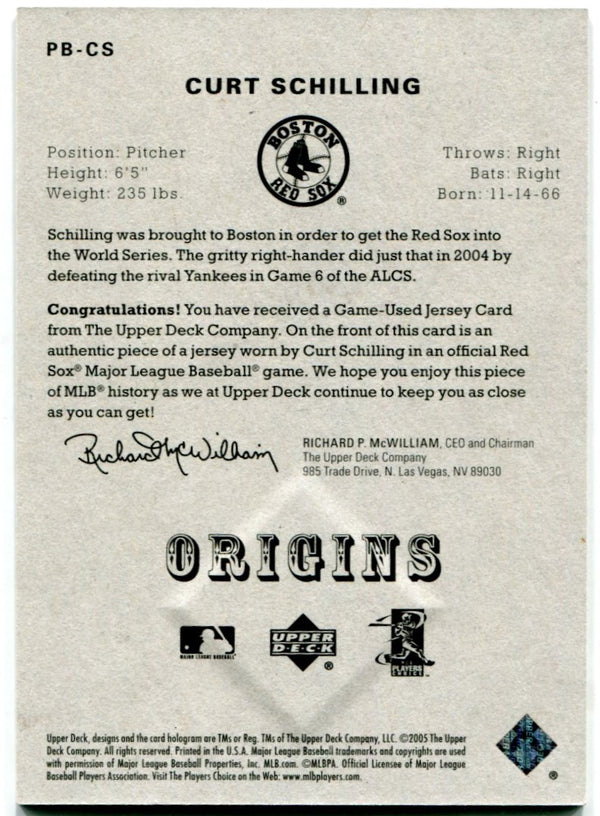 PB-CS
CURT SCHILLING
BOSTON
RED SOX®
Position: Pitcher
Height: 6'5"
Weight: 235 lbs.
Throws: Right
Bats: Right
Born: 11-14-66
Schilling was brought to Boston in order to get the Red Sox into
the World Series. The gritty right-hander did just that in 2004 by
defeating the rival Yankees in Game 6 of the ALCS.
Congratulations! You have received a Game-Used Jersey Card
from The Upper Deck Company. On the front of this card is an
authentic piece of a jersey worn by Curt Schilling in an official Red
Sox® Major League Baseball® game. We hope you enjoy this piece
of MLB® history as we at Upper Deck continue to keep you as close
as you can get!
Richard P. McWilliam
RICHARD P. McWILLIAM, CEO and Chairman
The Upper Deck Company
985 Trade Drive, N. Las Vegas, NV 89030
ORIGINS
MAJOR LEAGUE BASEBALL
UPPER
DECK
®
PLAYERS
CHOICE
Upper Deck, designs and the card hologram are TMs or Reg. TMs of The Upper Deck Company, LLC. ©2005 The Upper
Deck Company. All rights reserved. Printed in the U.S.A. Major League Baseball trademarks and copyrights are used
with permission of Major League Baseball Properties, Inc. MLB.com. ©MLBPA. Official Licensee of Major League
Baseball Players Association. Visit The Players Choice on the Web: www.mlbplayers.com.
®